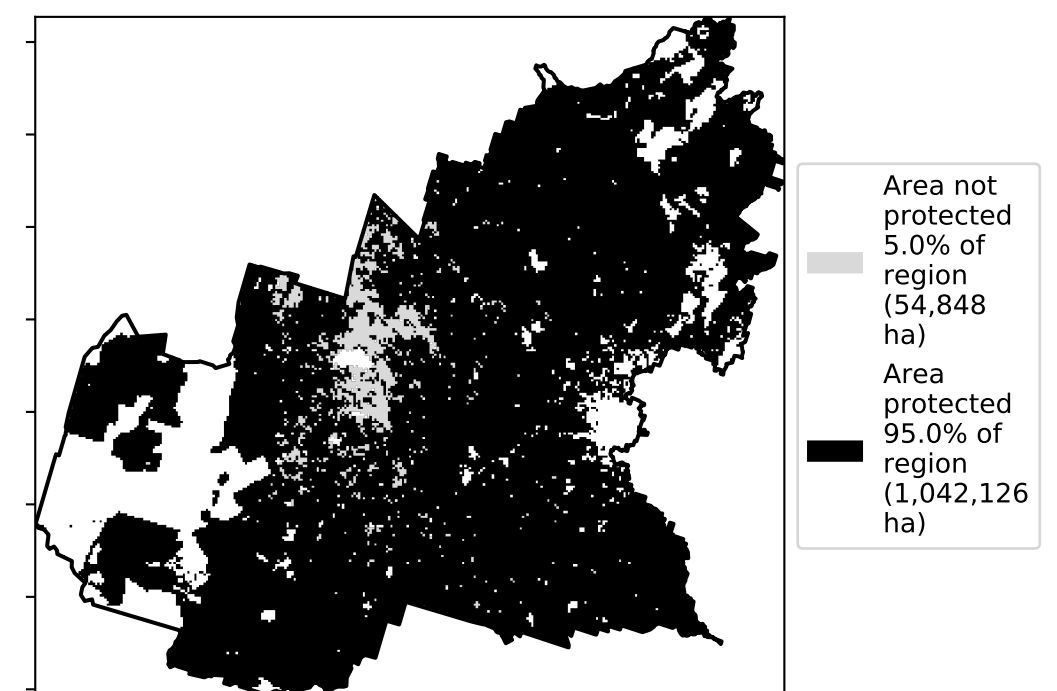 Area not
protected
5.0% of
region
(54,848
ha)
Area
protected
95.0% of
region
(1,042,126
ha)